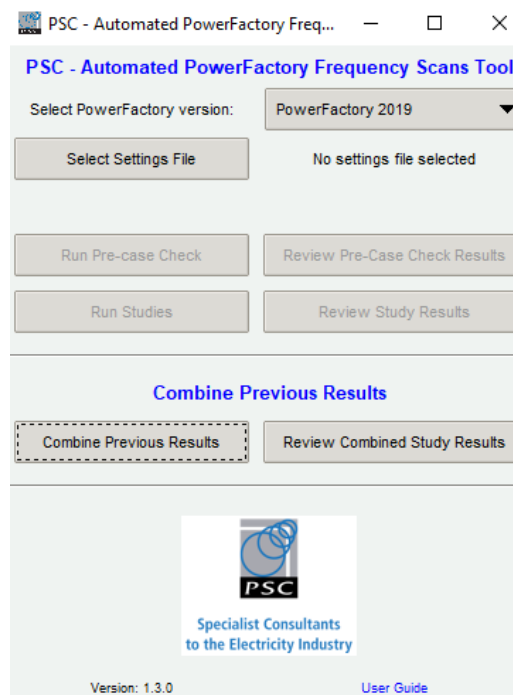 PSC - Automated PowerFactory Freq...
PSC - Automated PowerFactory Frequency Scans Tool
Select PowerFactory version: PowerFactory 2019
Select Settings File No settings file selected
Run Pre-case Check Review Pre-Case Check Results
Run Studies Review Study Results
Combine Previous Results
Combine Previous Results Review Combined Study Results
PSC
Specialist Consultants
to the Electricity Industry
Version: 1.3.0 User Guide